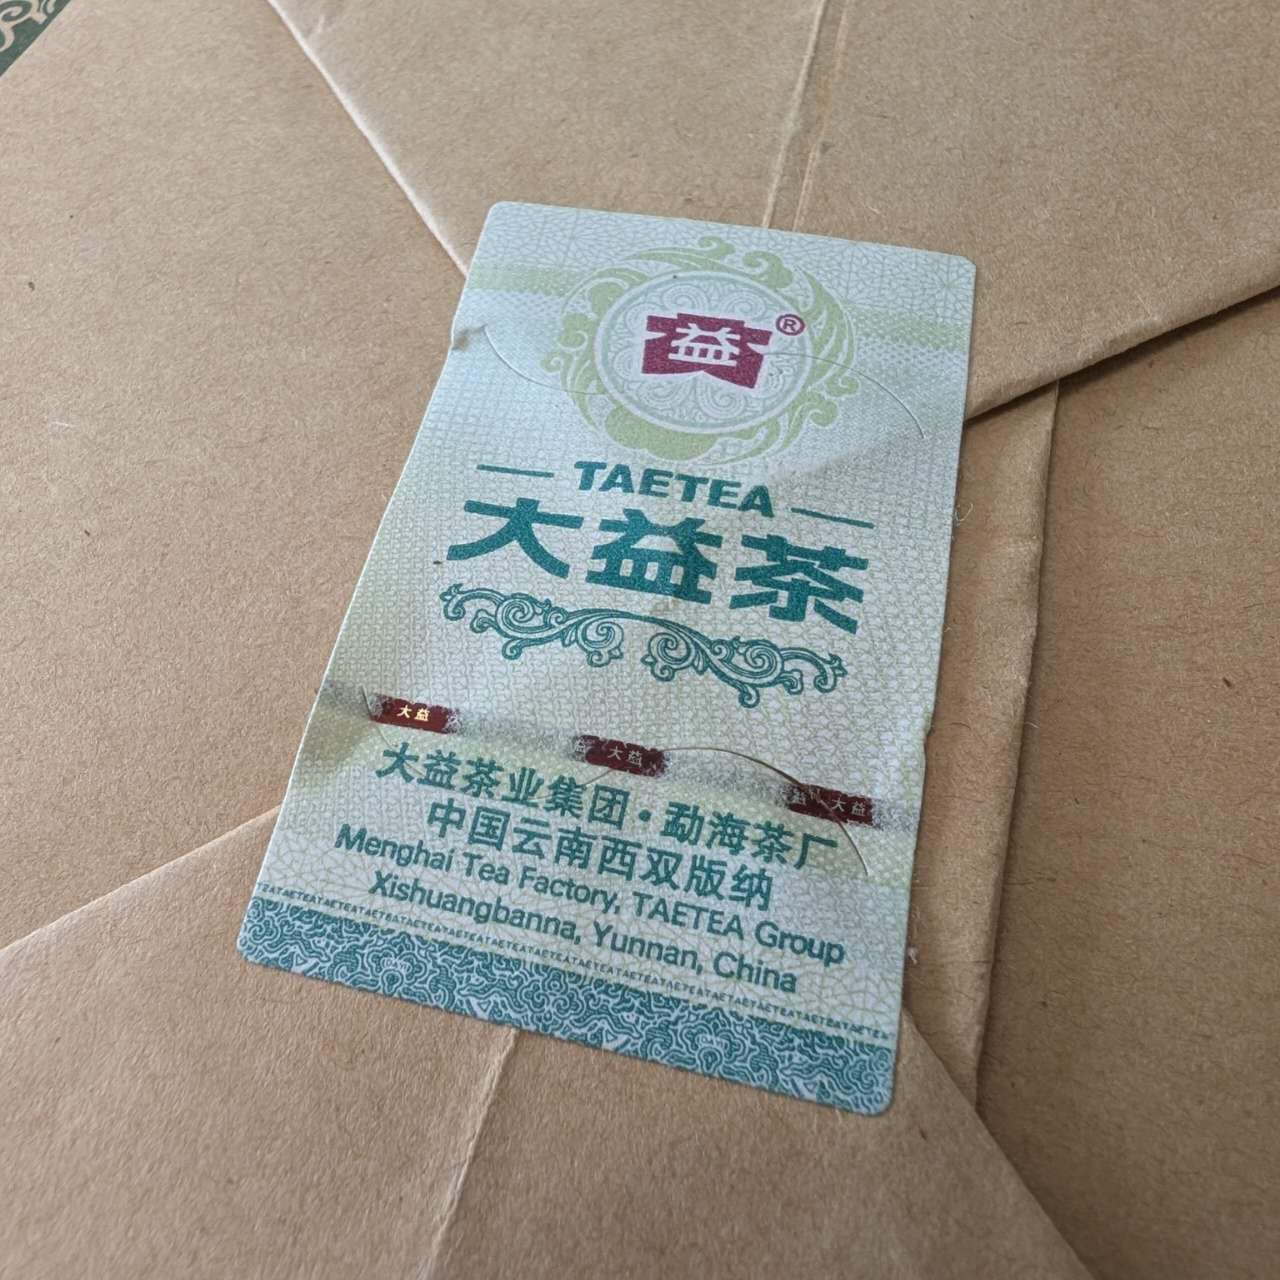 益®
TAETEA
大益茶
大益 大益 大益
大益茶业集团·勐海茶厂
中国云南西双版纳
Menghai Tea Factory, TAETEA Group
Xishuangbanna, Yunnan, China